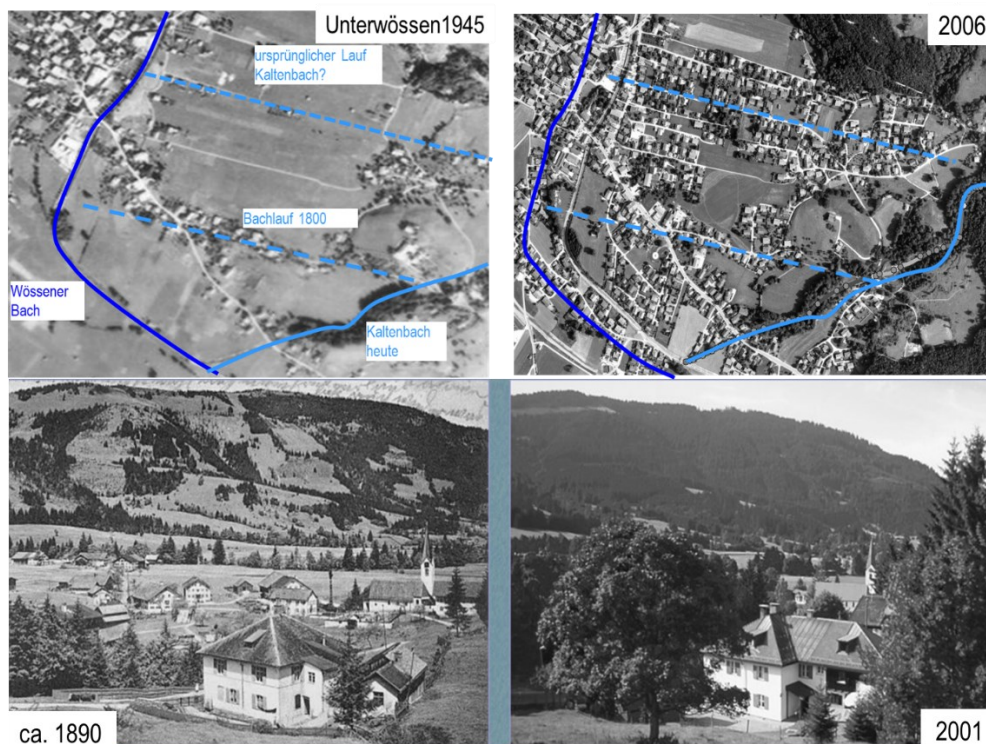 Unterwössen1945
ursprünglicher Lauf
Kaltenbach?
Bachlauf 1800
Wössener
Bach
Kaltenbach
heute
2006
ca. 1890
2001